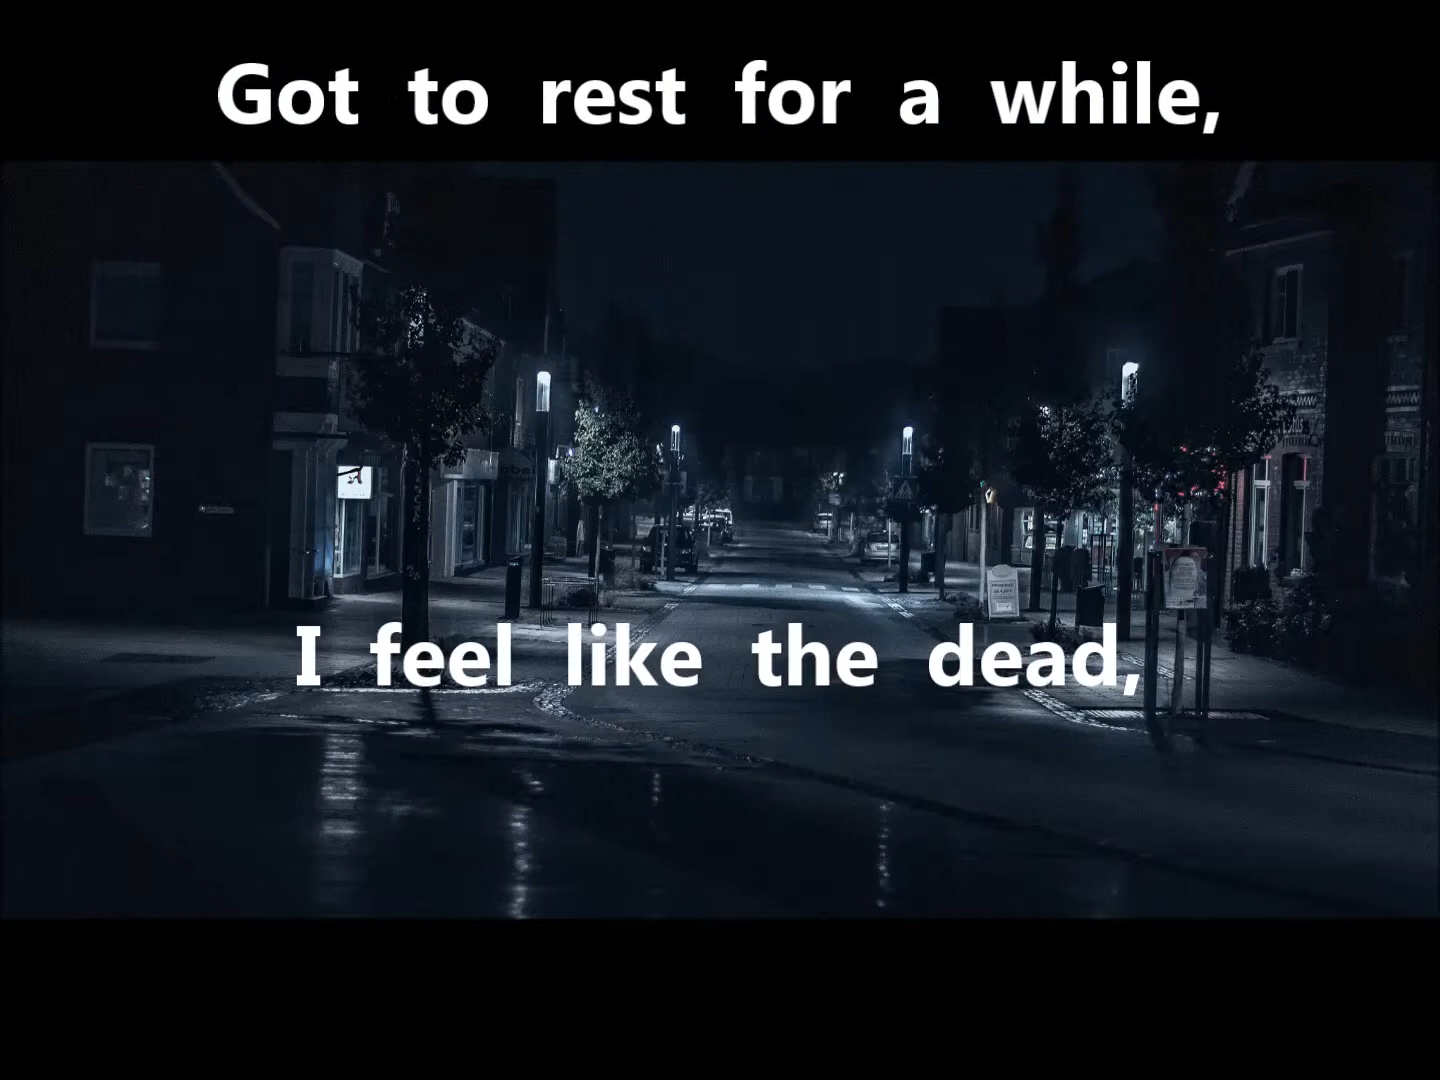 Got to rest for a while,
I feel like the dead,